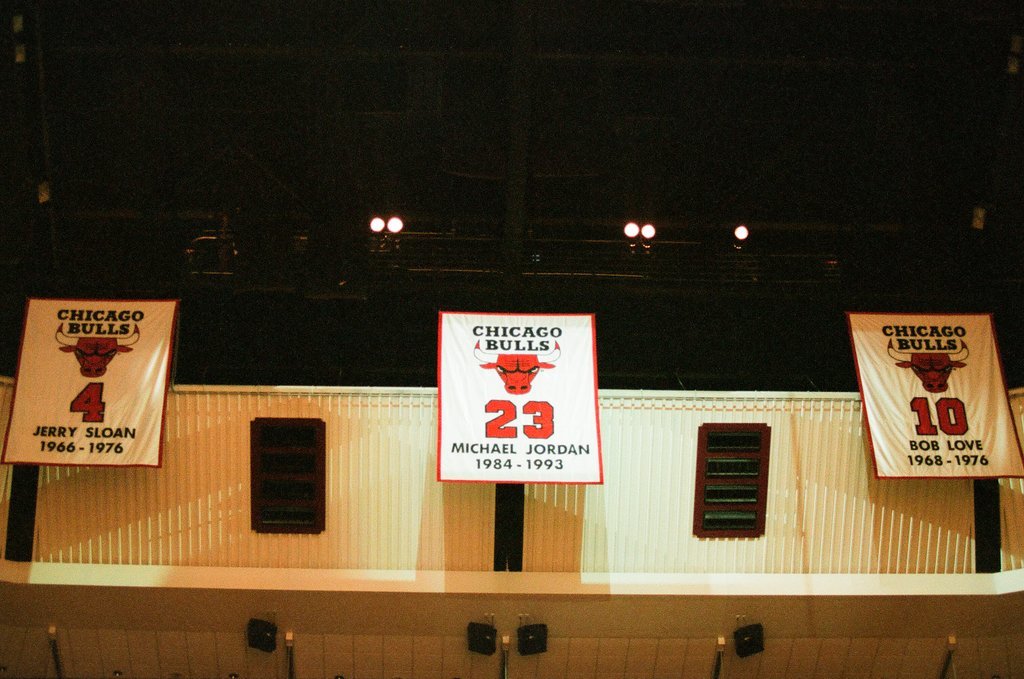 CHICAGO
BULLS
4
JERRY SLOAN
1966 - 1976
CHICAGO
BULLS
23
MICHAEL JORDAN
1984 - 1993
CHICAGO
BULLS
10
BOB LOVE
1968 - 1976